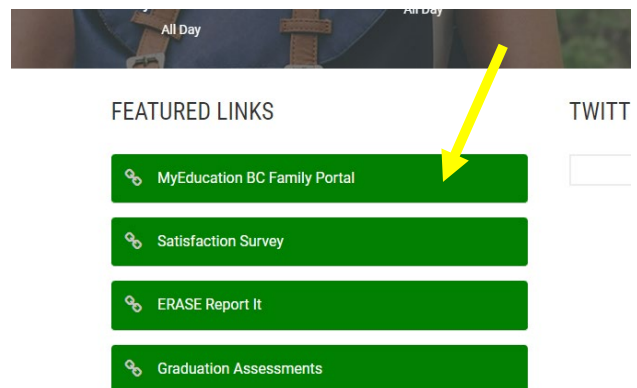 All Day
All Day
FEATURED LINKS
TWITT
MyEducation BC Family Portal
Satisfaction Survey
ERASE Report It
Graduation Assessments